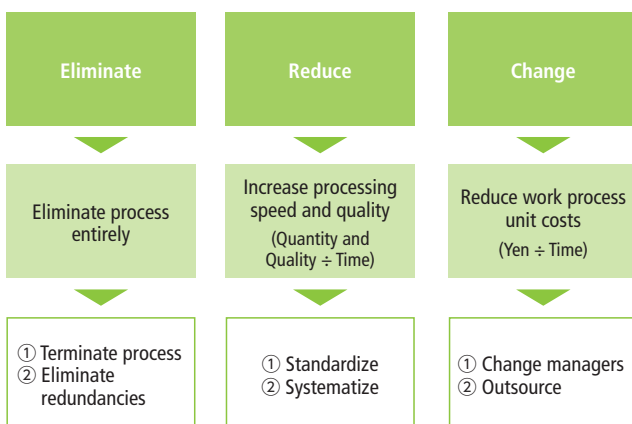 Eliminate
Reduce
Change
Eliminate process
entirely
Increase processing
speed and quality
(Quantity and
Quality ÷ Time)
Reduce work process
unit costs
(Yen ÷ Time)
① Terminate process
② Eliminate
redundancies
① Standardize
② Systematize
① Change managers
② Outsource